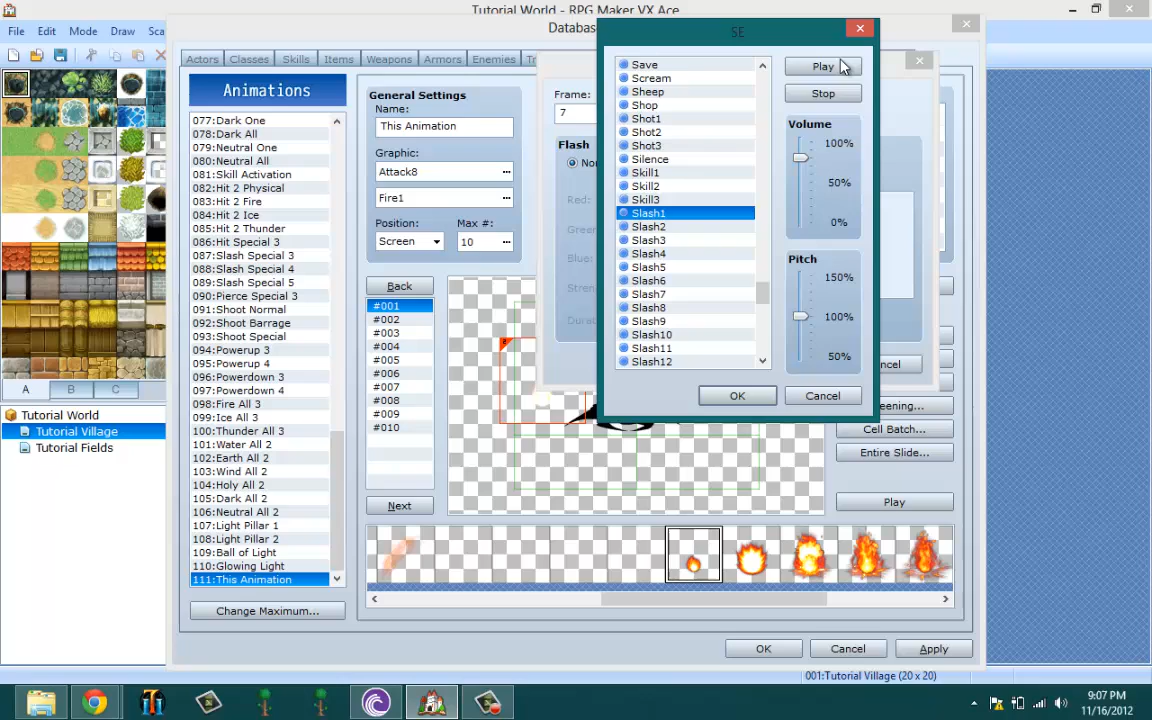 Tutorial World - RPG Maker VX Ace
File Edit Mode Draw Sca
Database
SE
Actors Classes Skills Items Weapons Armors Enemies
Animations
077:Dark One
078:Dark All
079:Neutral One
080:Neutral All
081:Skill Activation
082:Hit 2 Physical
083:Hit 2 Fire
084:Hit 2 Ice
085:Hit 2 Thunder
086:Hit Special 3
087:Slash Special 3
088:Slash Special 4
089:Slash Special 5
090:Pierce Special 3
091:Shoot Normal
092:Shoot Barrage
093:Shoot Special
094:Powerup 3
095:Powerup 4
096:Powerdown 3
097:Powerdown 4
098:Fire All 3
099:Ice All 3
100:Thunder All 3
101:Water All 2
102:Earth All 2
103:Wind All 2
104:Holy All 2
105:Dark All 2
106:Neutral All 2
107:Light Pillar 1
108:Light Pillar 2
109:Ball of Light
110:Glowing Light
111:This Animation
Change Maximum...
General Settings
Name:
This Animation
Graphic:
Attack8
Fire1
Position: Max #:
Screen 10
Back
#001
#002
#003
#004
#005
#006
#007
#008
#009
#010
Next
8
Frame:
7
Flash
Red:
Blue:
Save
Scream
Sheep
Shop
Shot1
Shot2
Shot3
Silence
Skill1
Skill2
Skill3
Slash1
Slash2
Slash3
Slash4
Slash5
Slash6
Slash7
Slash8
Slash9
Slash10
Slash11
Slash12
Play
Stop
Volume
100%
50%
0%
Pitch
150%
100%
50%
OK Cancel
ncel
eening...
Cell Batch...
Entire Slide...
Play
A B C
Tutorial World
Tutorial Village
Tutorial Fields
OK Cancel Apply
001:Tutorial Village (20 x 20)
9:07 PM
11/16/2012